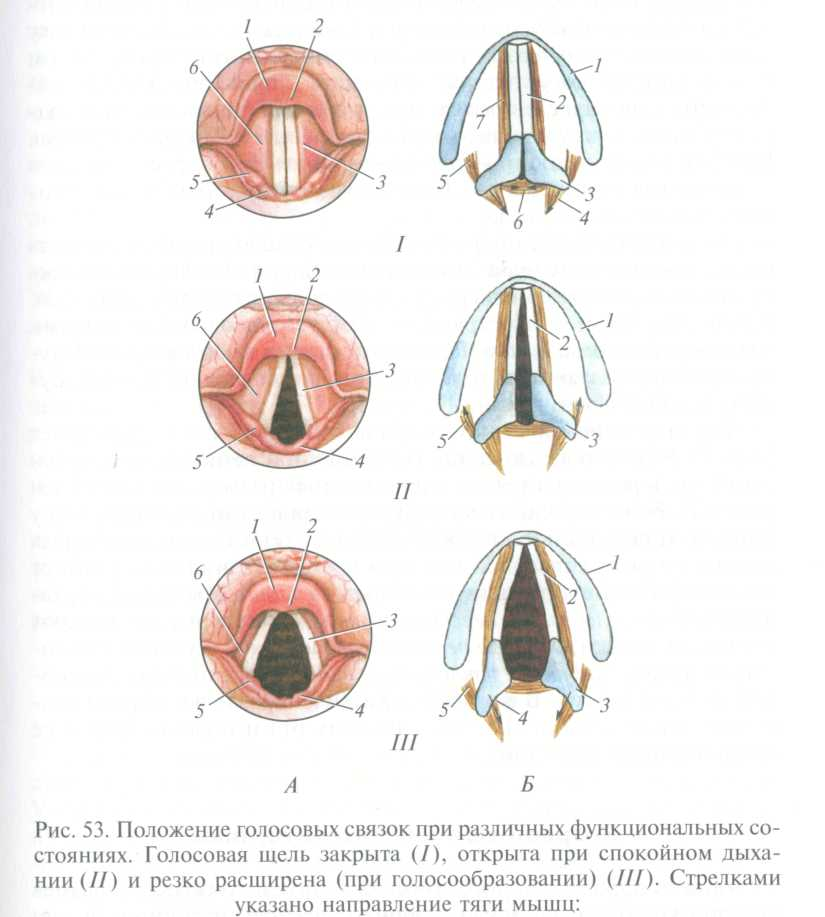 1 2
6
5
4
3
1
7 2
5 3
6 4
I
1 2
6
3
5
4
1
2
5 3
II
1 2
6
3
5
4
1
2
5 4 3
III
А Б
Рис. 53. Положение голосовых связок при различных функциональных со-
стояниях. Голосовая щель закрыта (I), открыта при спокойном дыха-
нии (II) и резко расширена (при голосообразовании) (III). Стрелками
указано направление тяги мышц: